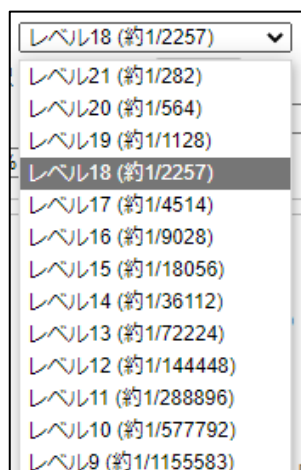 レベル18 (約1/2257)
レベル21 (約1/282)
レベル20 (約1/564)
レベル19 (約1/1128)
レベル18 (約1/2257)
レベル17 (約1/4514)
レベル16 (約1/9028)
レベル15 (約1/18056)
レベル14 (約1/36112)
レベル13 (約1/72224)
レベル12 (約1/144448)
レベル11 (約1/288896)
レベル10 (約1/577792)
レベル9 (約1/1155583)